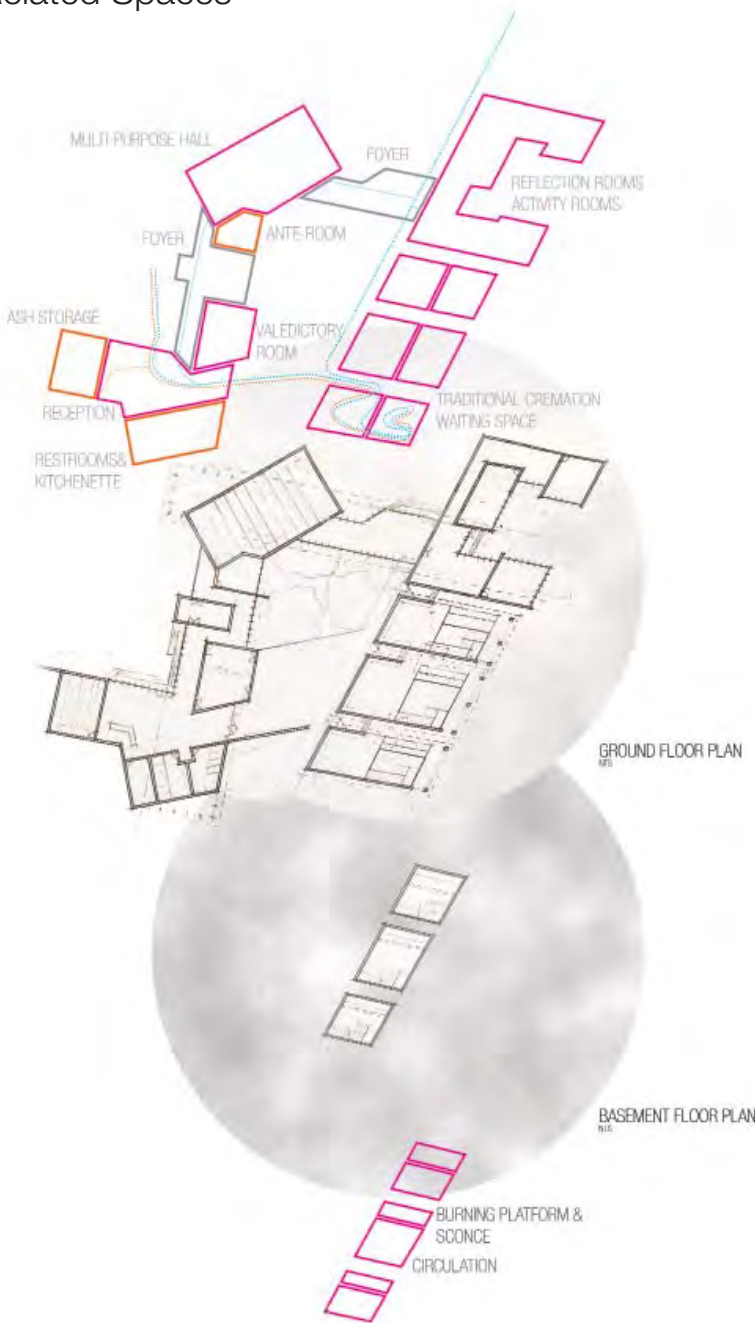 Spaces
MULTI PURPOSE HALL
FOYER
REFLECTION ROOMS
ACTIVITY ROOMS
FOYER
ANTE-ROOM
ASH STORAGE
VALEDICTORY
ROOM
RECEPTION
TRADITIONAL CREMATION
WAITING SPACE
RESTROOMS&
KITCHENETTE
GROUND FLOOR PLAN
NTS
BASEMENT FLOOR PLAN
N.T.S
BURNING PLATFORM &
SCONCE
CIRCULATION